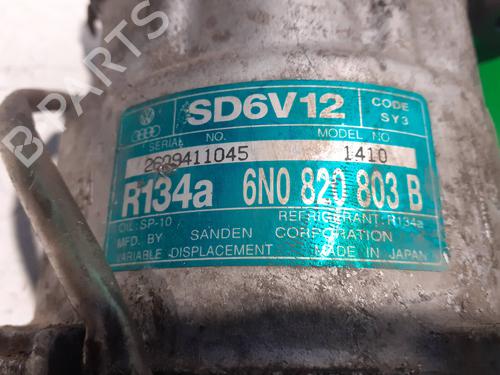 B PARTS
SD6V12
CODE
SY3
SERIAL NO.
MODEL NO
2609411045
1410
R134a 6N0 820 803 B
OIL: SP-10
REFRIGERANT: R134a
MFD. BY SANDEN CORPORATION
VARIABLE DISPLACEMENT MADE IN JAPAN